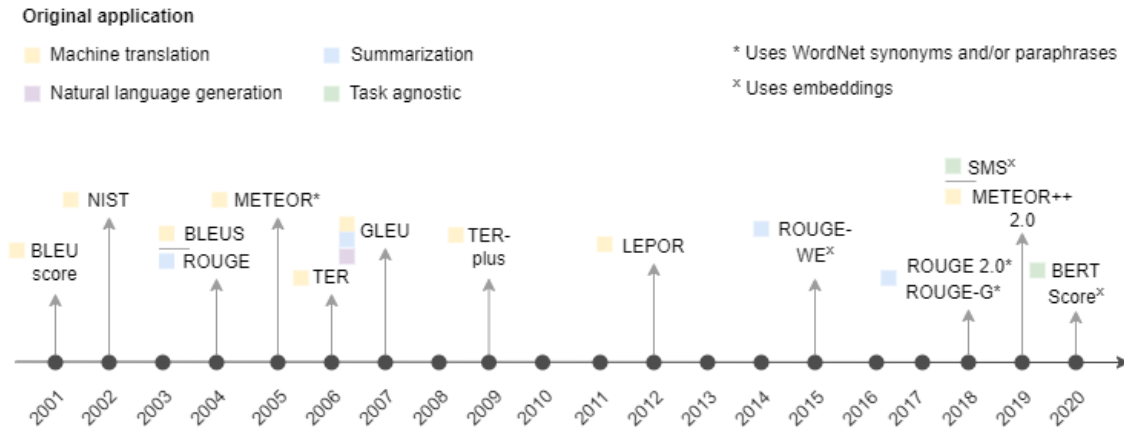 Original application
Machine translation
Summarization
Natural language generation
Task agnostic
* Uses WordNet synonyms and/or paraphrases
x Uses embeddings
BLEU
score
NIST
BLEUS
ROUGE
METEOR*
TER
GLEU
TER-
plus
LEPOR
ROUGE-
WEx
ROUGE 2.0*
ROUGE-G*
SMSx
METEOR++
2.0
BERT
Scorex
2001
2002
2003
2004
2005
2006
2007
2008
2009
2010
2011
2012
2013
2014
2015
2016
2017
2018
2019
2020